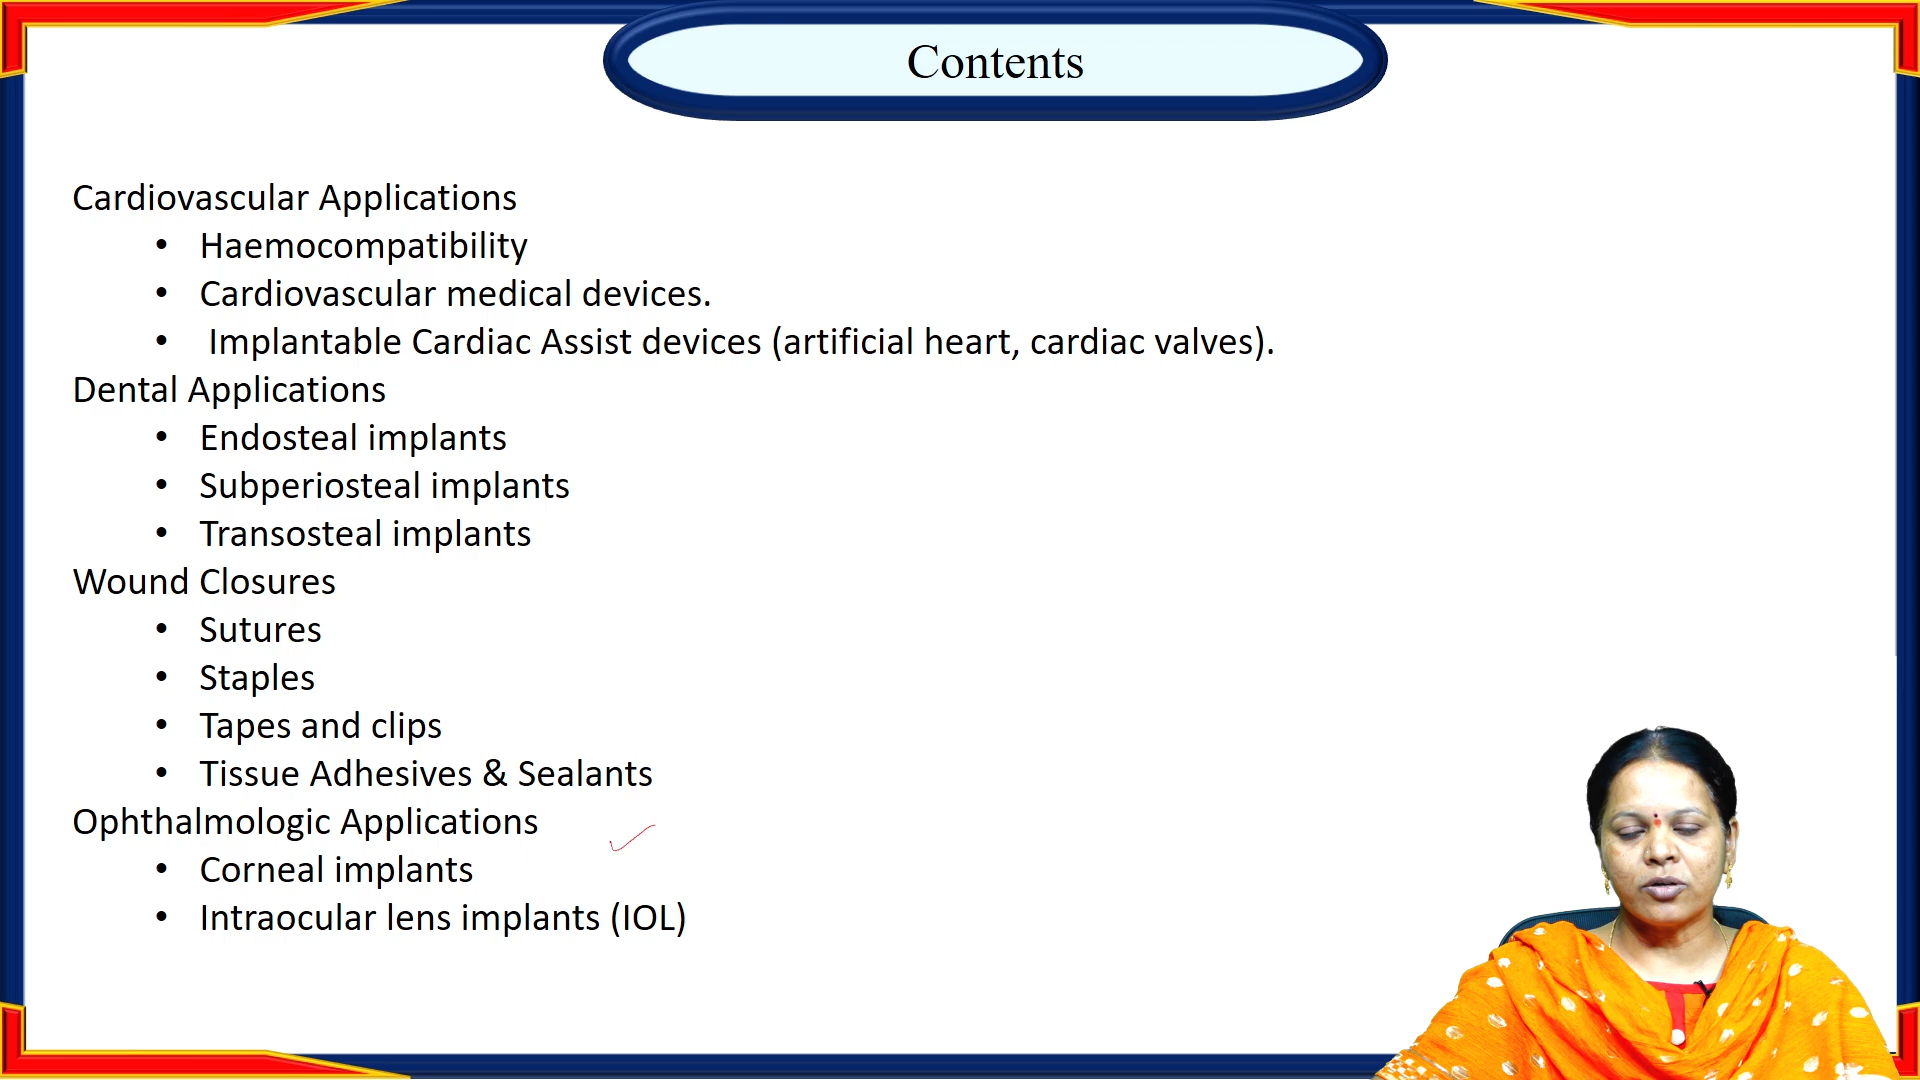 Contents
Cardiovascular Applications
• Haemocompatibility
• Cardiovascular medical devices.
• Implantable Cardiac Assist devices (artificial heart, cardiac valves).
Dental Applications
• Endosteal implants
• Subperiosteal implants
• Transosteal implants
Wound Closures
• Sutures
• Staples
• Tapes and clips
• Tissue Adhesives & Sealants
Ophthalmologic Applications
• Corneal implants
• Intraocular lens implants (IOL)